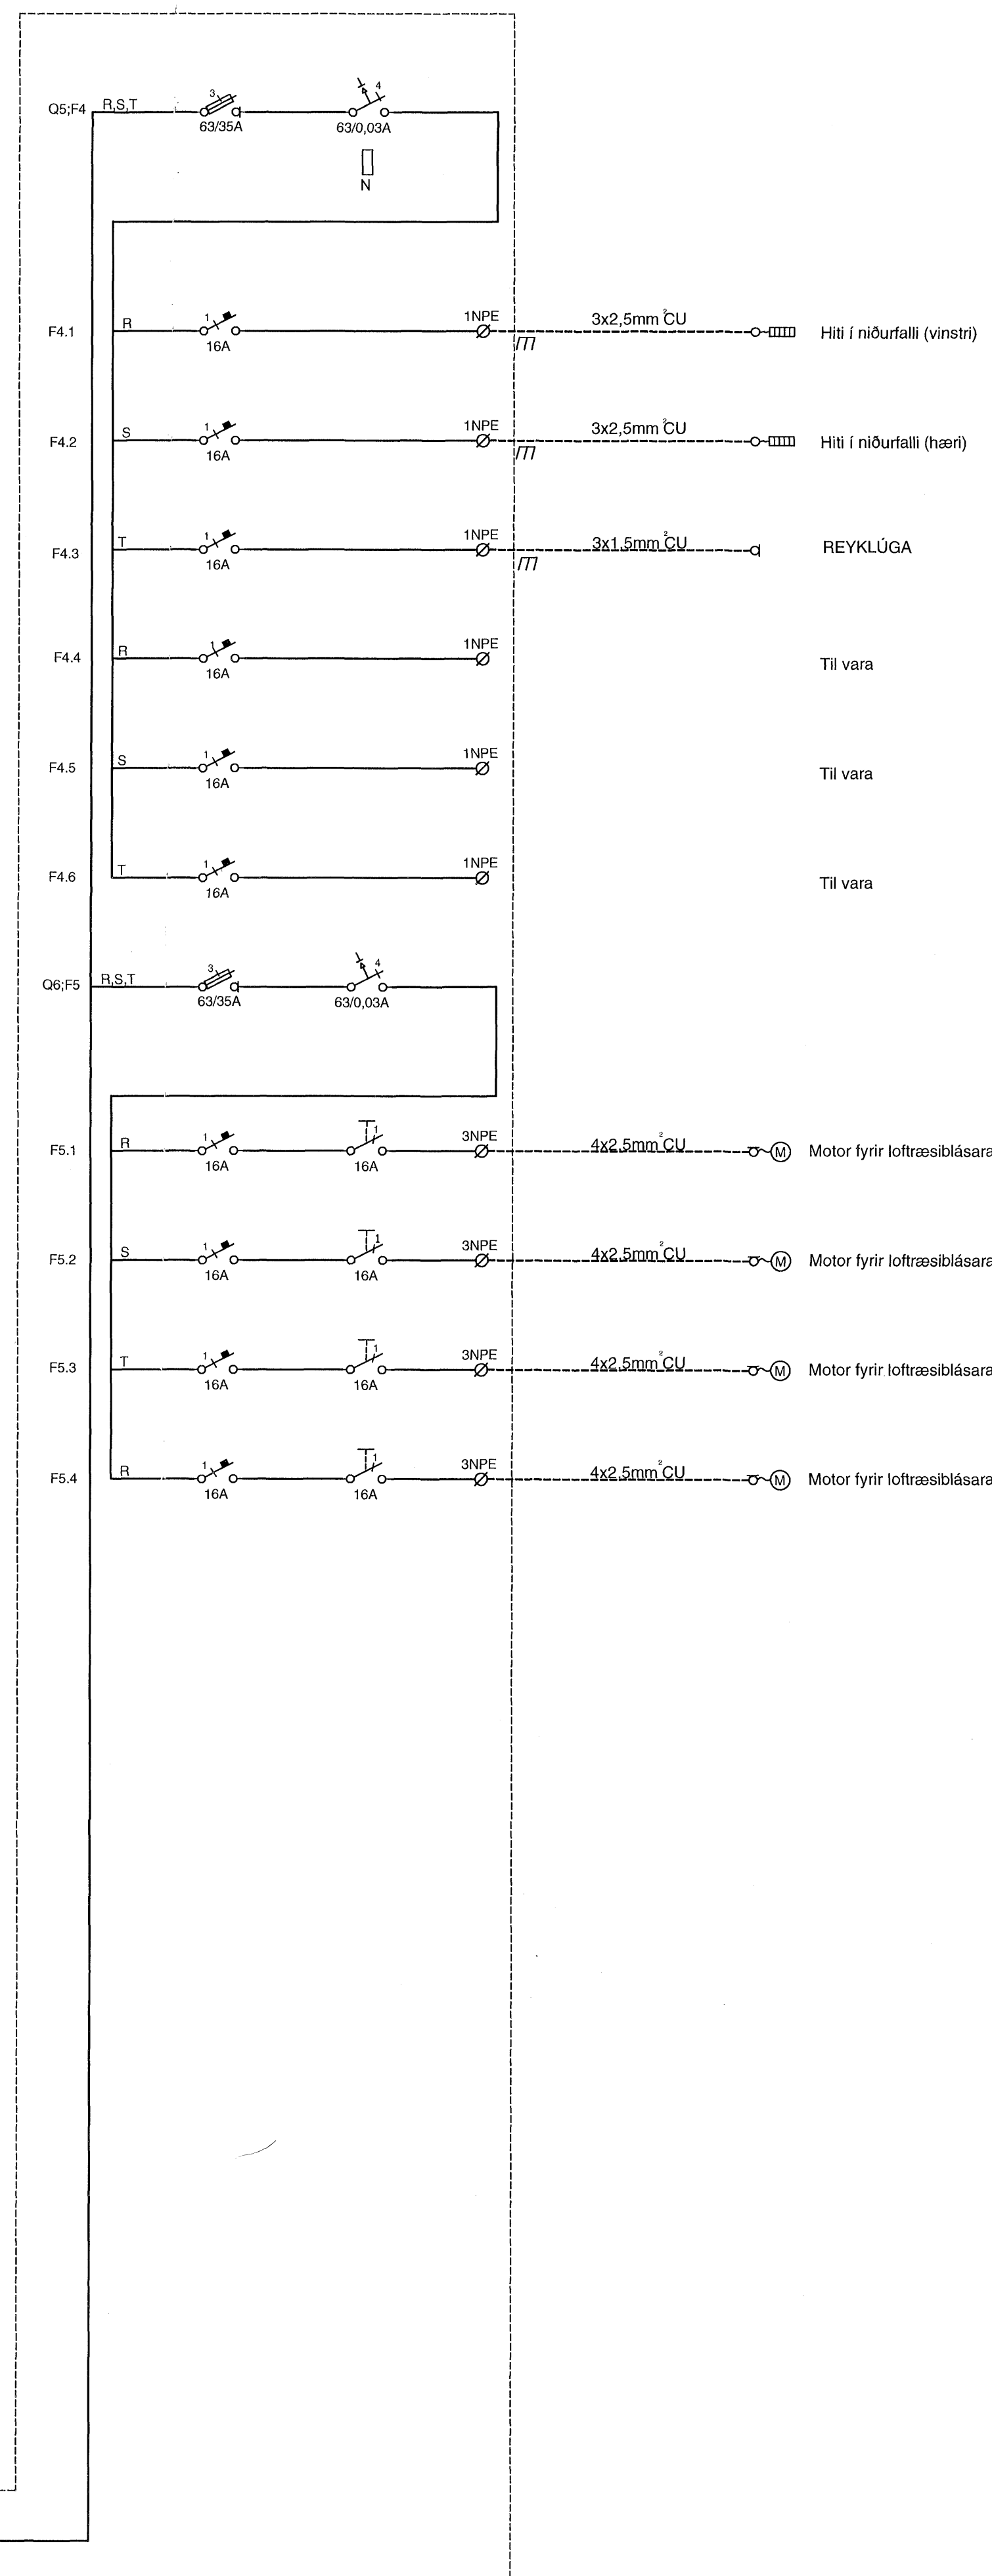 Q5;F4 R,S,T 3 4
63/35A 63/0,03A
N
F4.1 R 1 16A 1NPE 3x2,5mm²CU Hiti í niðurfalli (vinstri)
F4.2 S 1 16A 1NPE 3x2,5mm²CU Hiti í niðurfalli (hæri)
F4.3 T 1 16A 1NPE 3x1,5mm²CU REYKLÚGA
F4.4 R 1 16A 1NPE Til vara
F4.5 S 1 16A 1NPE Til vara
F4.6 T 1 16A 1NPE Til vara
Q6;F5 R,S,T 3 4
63/35A 63/0,03A
F5.1 R 1 16A 1 16A 3NPE 4x2,5mm²CU M Motor fyrir loftræsiblásara
F5.2 S 1 16A 1 16A 3NPE 4x2,5mm²CU M Motor fyrir loftræsiblásara
F5.3 T 1 16A 1 16A 3NPE 4x2,5mm²CU M Motor fyrir loftræsiblásara
F5.4 R 1 16A 1 16A 3NPE 4x2,5mm²CU M Motor fyrir loftræsiblásara